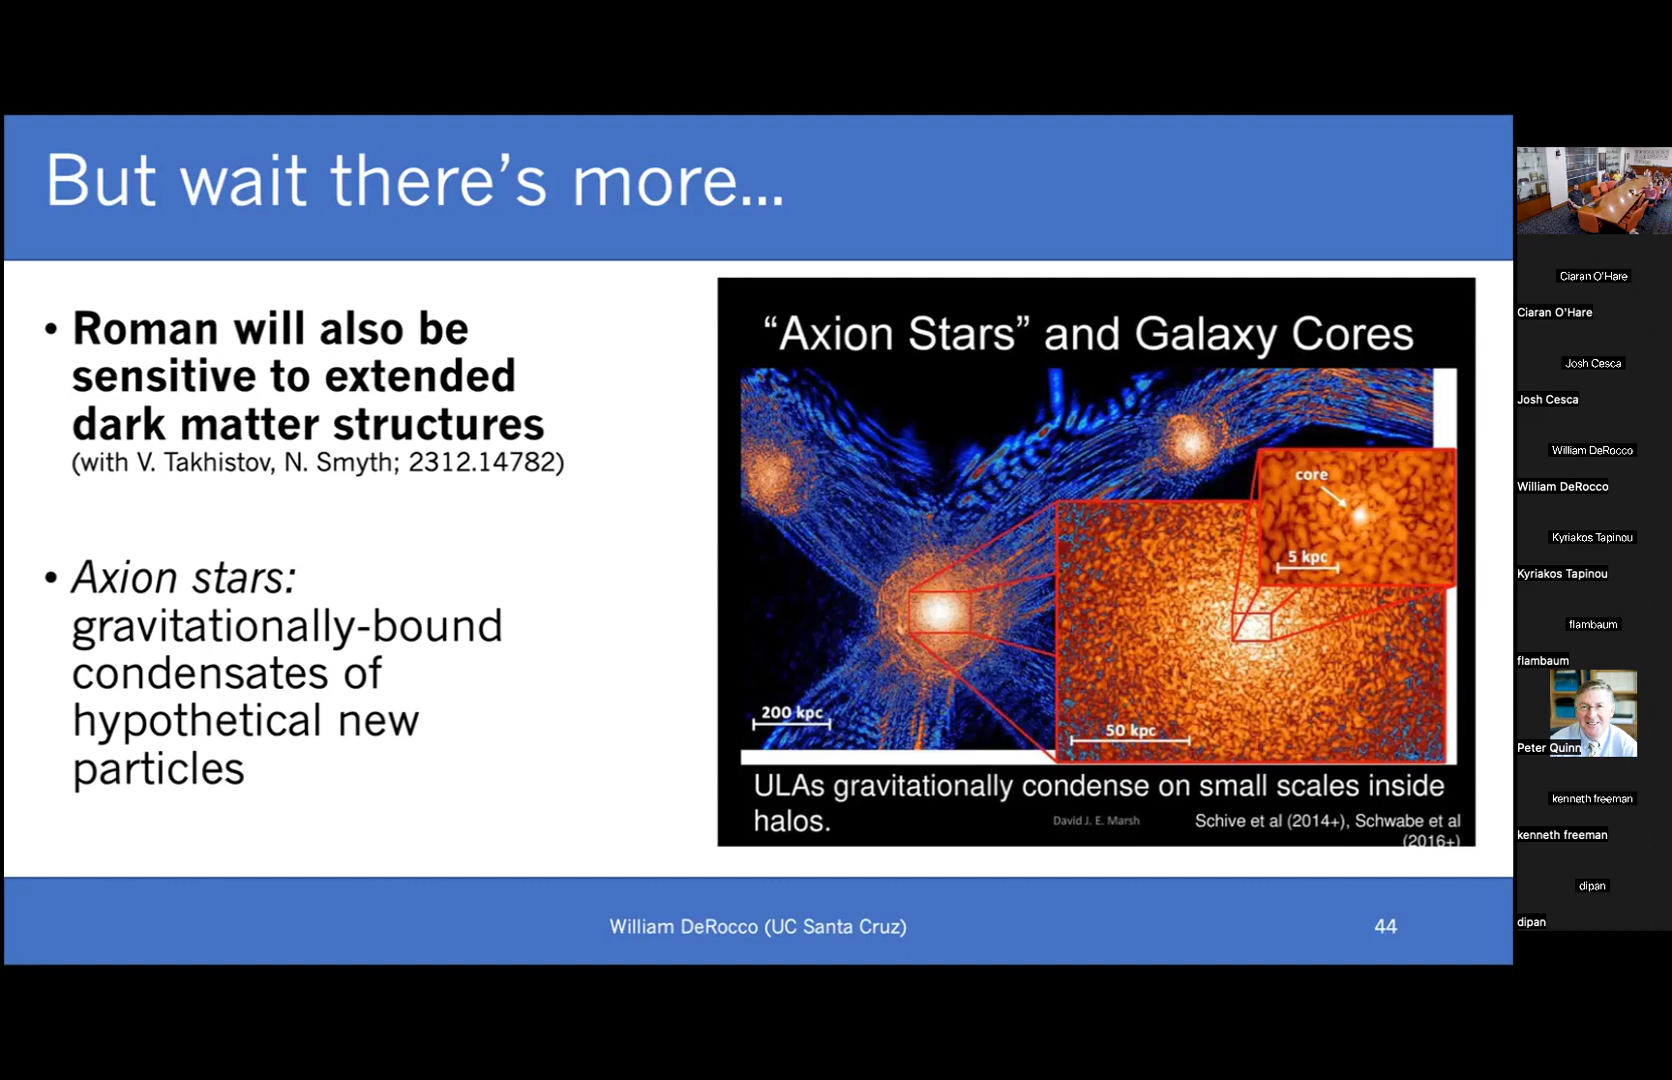 But wait there's more...
• Roman will also be
sensitive to extended
dark matter structures
(with V. Takhistov, N. Smyth; 2312.14782)
• Axion stars:
gravitationally-bound
condensates of
hypothetical new
particles
“Axion Stars” and Galaxy Cores
core
5 kpc
200 kpc
50 kpc
ULAs gravitationally condense on small scales inside
halos.
David J. E. Marsh
Schive et al (2014+), Schwabe et al
(2016+)
William DeRocco (UC Santa Cruz)
44
Ciaran O'Hare
Ciaran O'Hare
Josh Cesca
Josh Cesca
William DeRocco
William DeRocco
Kyriakos Tapinou
Kyriakos Tapinou
flambaum
flambaum
Peter Quinn
kenneth freeman
kenneth freeman
dipan
dipan